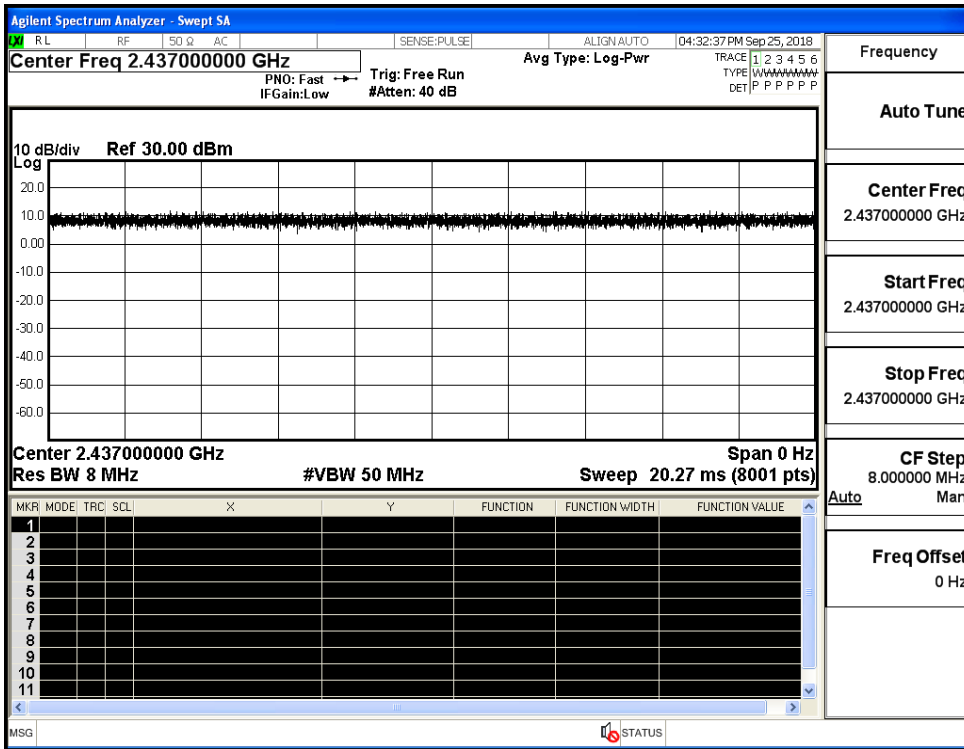 Agilent Spectrum Analyzer - Swept SA
LXI RL RF 50 Ω AC SENSE:PULSE ALIGN AUTO 04:32:37 PM Sep 25, 2018
Center Freq 2.437000000 GHz Avg Type: Log-Pwr TRACE 1 2 3 4 5 6
PNO: Fast Trig: Free Run TYPE
IFGain:Low #Atten: 40 dB DET P P P P P P
10 dB/div Ref 30.00 dBm
Log
20.0
10.0
0.00
-10.0
-20.0
-30.0
-40.0
-50.0
-60.0
Center 2.437000000 GHz Span 0 Hz
Res BW 8 MHz #VBW 50 MHz Sweep 20.27 ms (8001 pts)
MKR MODE TRC SCL X Y FUNCTION FUNCTION WIDTH FUNCTION VALUE
1
2
3
4
5
6
7
8
9
10
11
MSG STATUS
Frequency
Auto Tune
Center Freq
2.437000000 GHz
Start Freq
2.437000000 GHz
Stop Freq
2.437000000 GHz
CF Step
8.000000 MHz
Auto Man
Freq Offset
0 Hz